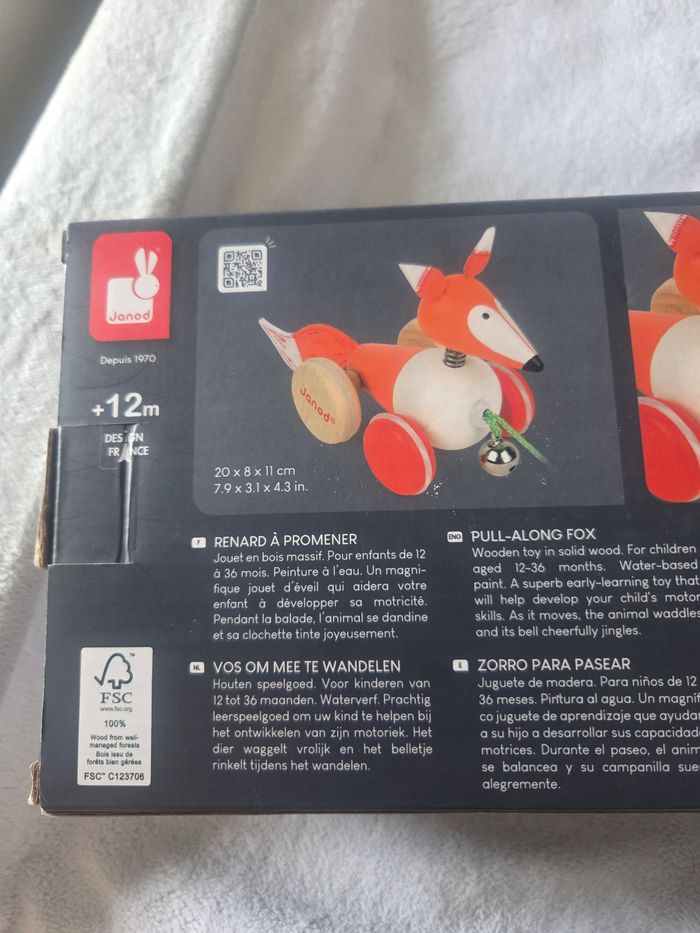 Janod
Depuis 1970
+12m
DESIGN
FRANCE
Janod®
20 x 8 x 11 cm
7.9 x 3.1 x 4.3 in.
F RENARD À PROMENER
Jouet en bois massif. Pour enfants de 12
à 36 mois. Peinture à l'eau. Un magni-
fique jouet d'éveil qui aidera votre
enfant à développer sa motricité.
Pendant la balade, l'animal se dandine
et sa clochette tinte joyeusement.
ENG PULL-ALONG FOX
Wooden toy in solid wood. For children
aged 12-36 months. Water-based
paint. A superb early-learning toy that
will help develop your child's motor
skills. As it moves, the animal waddles
and its bell cheerfully jingles.
NL VOS OM MEE TE WANDELEN
Houten speelgoed. Voor kinderen van
12 tot 36 maanden. Waterverf. Prachtig
leerspeelgoed om uw kind te helpen bij
het ontwikkelen van zijn motoriek. Het
dier waggelt vrolijk en het belletje
rinkelt tijdens het wandelen.
E ZORRO PARA PASEAR
Juguete de madera. Para niños de 12
36 meses. Pintura al agua. Un magnífi
co juguete de aprendizaje que ayudar
a su hijo a desarrollar sus capacidad
motrices. Durante el paseo, el anim
se balancea y su campanilla sue
alegremente.
FSC
www.fsc.org
100%
Wood from well-
managed forests
Bois issu de
forêts bien gérées
FSC™ C123706